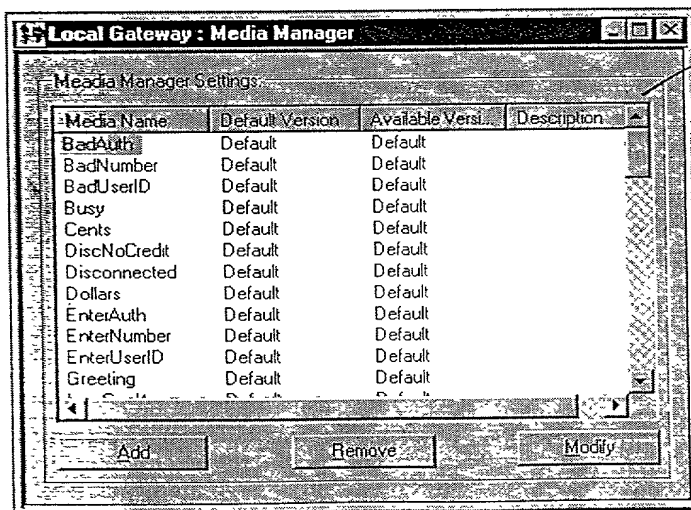 Local Gateway : Media Manager
Meadia Manager Settings
Media Name Default Version Available Versi... Description
BadAuth Default Default
BadNumber Default Default
BadUserID Default Default
Busy Default Default
Cents Default Default
DiscNoCredit Default Default
Disconnected Default Default
Dollars Default Default
EnterAuth Default Default
EnterNumber Default Default
EnterUserID Default Default
Greeting Default Default
Add Remove Modify